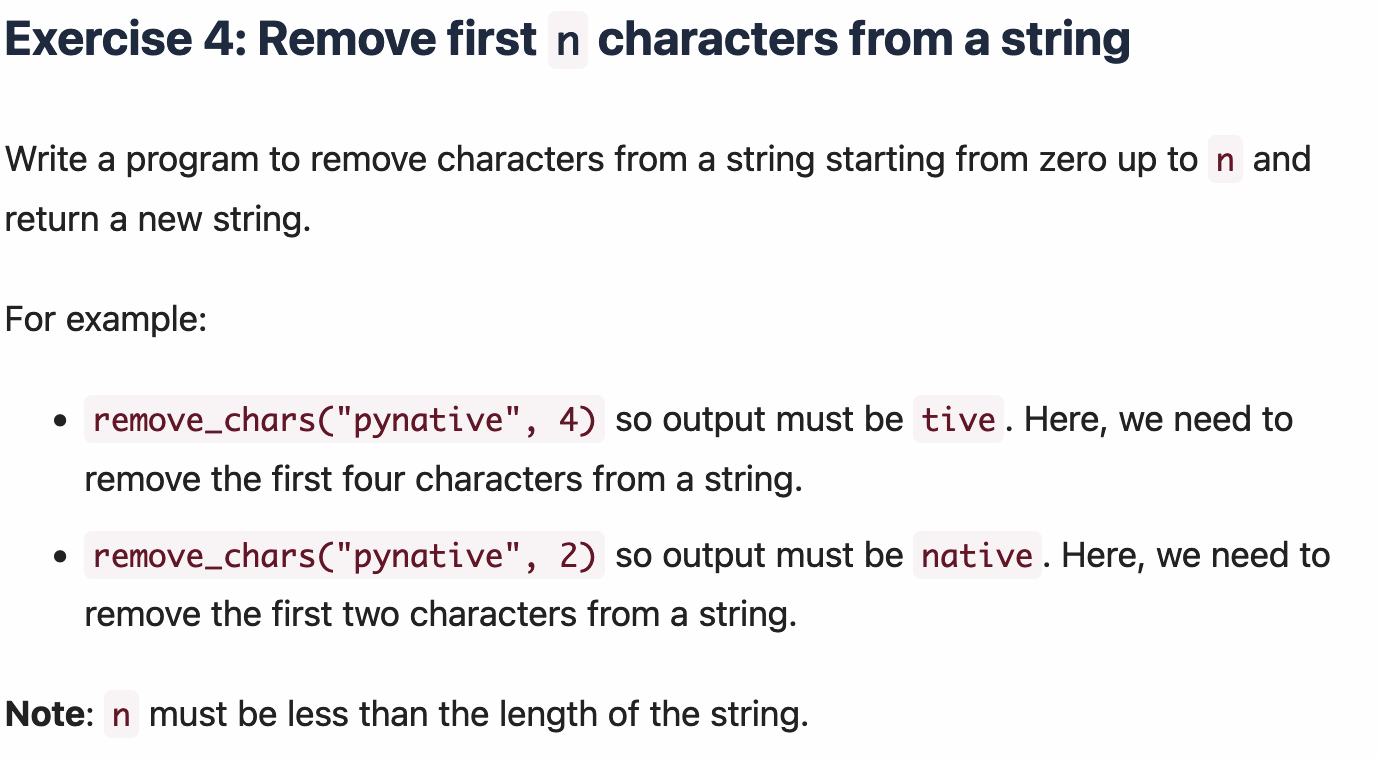 Exercise 4: Remove first n characters from a string
Write a program to remove characters from a string starting from zero up to n and
return a new string.
For example:
• remove_chars("pynative", 4) so output must be tive. Here, we need to
remove the first four characters from a string.
• remove_chars("pynative", 2) so output must be native. Here, we need to
remove the first two characters from a string.
Note: n must be less than the length of the string.